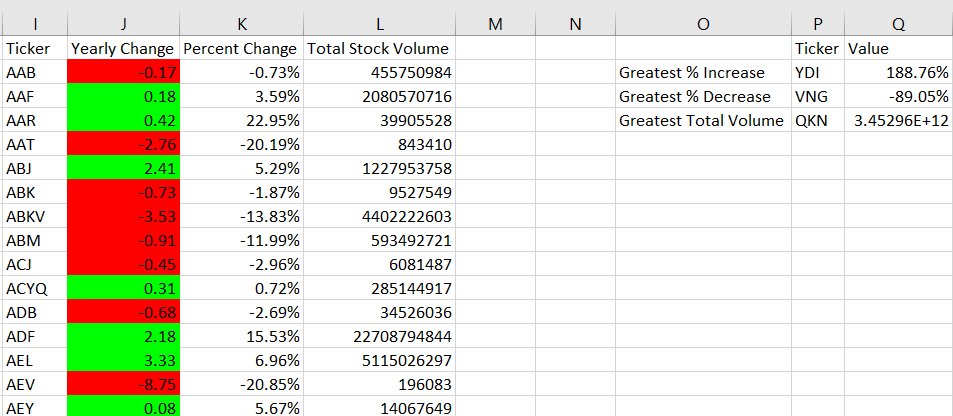 I J K L M N O P Q
Ticker Yearly Change Percent Change Total Stock Volume Ticker Value
AAB -0.17 -0.73% 455750984 Greatest % Increase YDI 188.76%
AAF 0.18 3.59% 2080570716 Greatest % Decrease VNG -89.05%
AAR 0.42 22.95% 39905528 Greatest Total Volume QKN 3.45296E+12
AAT -2.76 -20.19% 843410
ABJ 2.41 5.29% 1227953758
ABK -0.73 -1.87% 9527549
ABKV -3.53 -13.83% 4402222603
ABM -0.91 -11.99% 593492721
ACJ -0.45 -2.96% 6081487
ACYQ 0.31 0.72% 285144917
ADB -0.68 -2.69% 34526036
ADF 2.18 15.53% 22708794844
AEL 3.33 6.96% 5115026297
AEV -8.75 -20.85% 196083
AEY 0.08 5.67% 14067649